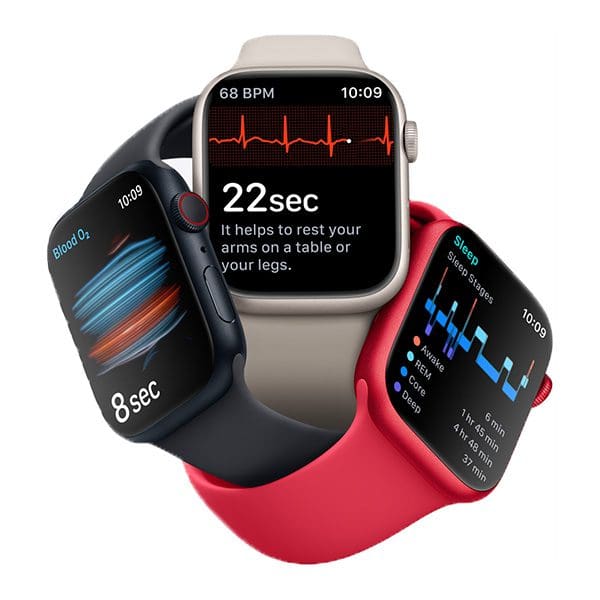 68 BPM 10:09
22sec
It helps to rest your
arms on a table or
your legs.
10:09
Blood O₂
8 sec
Sleep
Sleep Stages
10:09
Awake 6 min
REM 1 hr 45 min
Core 4 hr 48 min
Deep 37 min